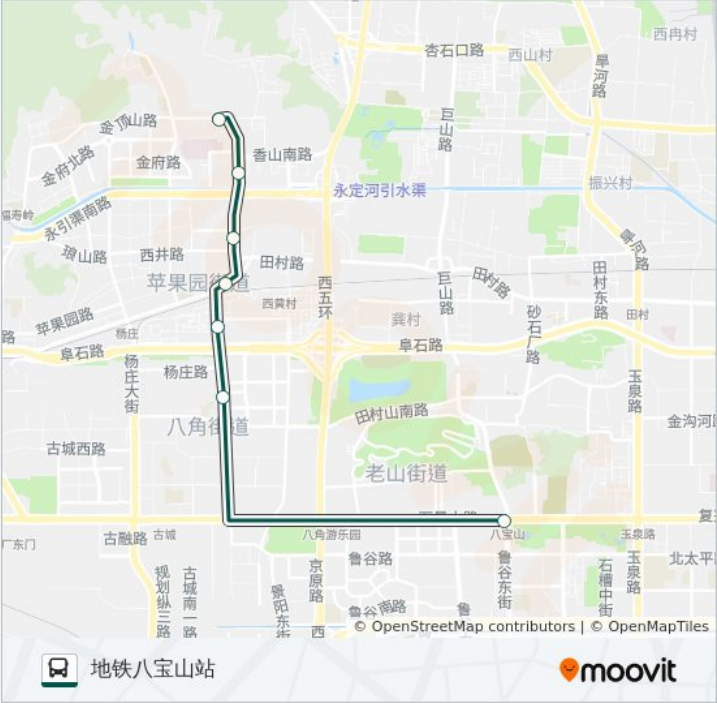 杏石口路
西山村
西冉村
旱河路
巨山路
金顶山路
金府北路
金府路
香山南路
永定河引水渠
振兴村
福寿岭
永引渠南路
琅山路
西井路
田村路
旱河路
苹果园街道
西黄村
西五环
巨山路
田村路
田村东路
砂石厂路
田村
苹果园路
杨庄
龚村
路
阜石路
阜石路
杨庄大街
杨庄路
玉泉路
田村山南路
金沟河
八角街道
古城西路
老山街道
古城
八角游乐园
八宝山
玉泉路
复
广东门
古融路
鲁谷路
北太平
规划纵三路
古城南一路
景阳东街
京原路
鲁谷东街
石槽中街
玉泉路
鲁谷南路
鲁
西
© OpenStreetMap contributors | © OpenMapTiles
地铁八宝山站
moovit